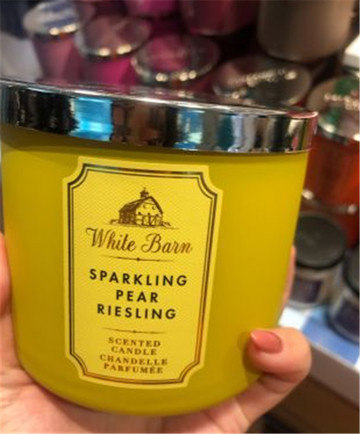 White Barn
SPARKLING
PEAR
RIESLING
SCENTED
CANDLE
CHANDELLE
PARFUMÉE